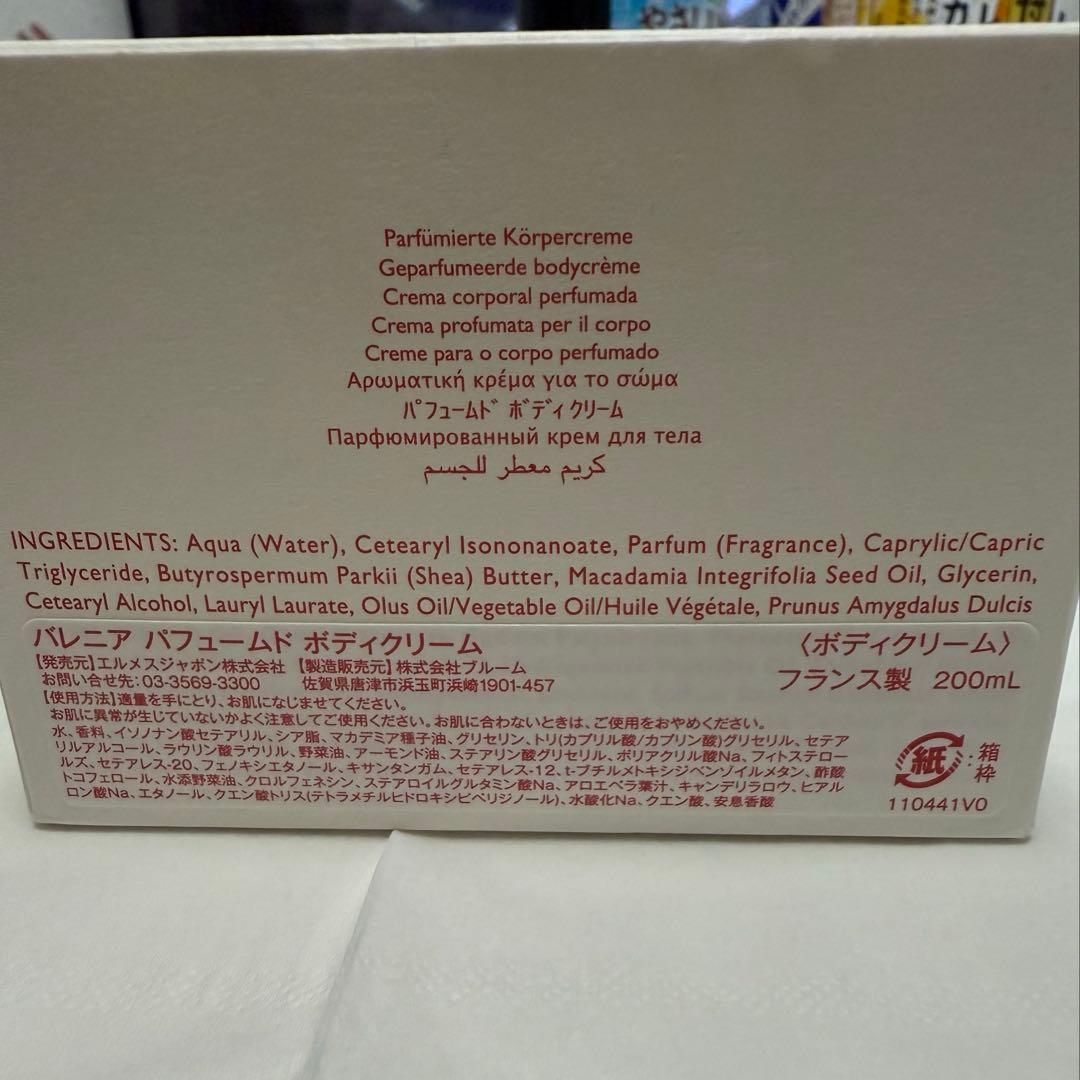 やさし
カレ
付
Parfümierte Körpercreme
Geparfumeerde bodycrème
Crema corporal perfumada
Crema profumata per il corpo
Creme para o corpo perfumado
Αρωματική κρέμα για το σώμα
ﾊﾟﾌｭｰﾑﾄﾞ ﾎﾞﾃﾞｨ ｸﾘｰﾑ
Парфюмированный крем для тела
كريم معطر للجسم
INGREDIENTS: Aqua (Water), Cetearyl Isononanoate, Parfum (Fragrance), Caprylic/Capric
Triglyceride, Butyrospermum Parkii (Shea) Butter, Macadamia Integrifolia Seed Oil, Glycerin,
Cetearyl Alcohol, Lauryl Laurate, Olus Oil/Vegetable Oil/Huile Végétale, Prunus Amygdalus Dulcis
バレニア パフュームド ボディクリーム 〈ボディクリーム〉
【発売元】エルメスジャポン株式会社 【製造販売元】株式会社ブルーム
お問い合せ先:03-3569-3300 佐賀県唐津市浜玉町浜崎1901-457
フランス製 200mL
【使用方法】適量を手にとり、お肌になじませてください。
お肌に異常が生じていないかよく注意してご使用ください。お肌に合わないときは、ご使用をおやめください。
水、香料、イソノナン酸セテアリル、シア脂、マカデミア種子油、グリセリン、トリ(カプリル酸/カプリン酸)グリセリル、セテア
リルアルコール、ラウリン酸ラウリル、野菜油、アーモンド油、ステアリン酸グリセリル、ポリアクリル酸Na、フィトステロー
ルズ、セテアレス-20、フェノキシエタノール、キサンタンガム、セテアレス-12、t-ブチルメトキシジベンゾイルメタン、酢酸
トコフェロール、水添野菜油、クロルフェネシン、ステアロイルグルタミン酸Na、アロエベラ葉汁、キャンデリラロウ、ヒアル
ロン酸Na、エタノール、クエン酸トリス(テトラメチルヒドロキシピペリジノール)、水酸化Na、クエン酸、安息香酸
紙:箱
枠
110441V0